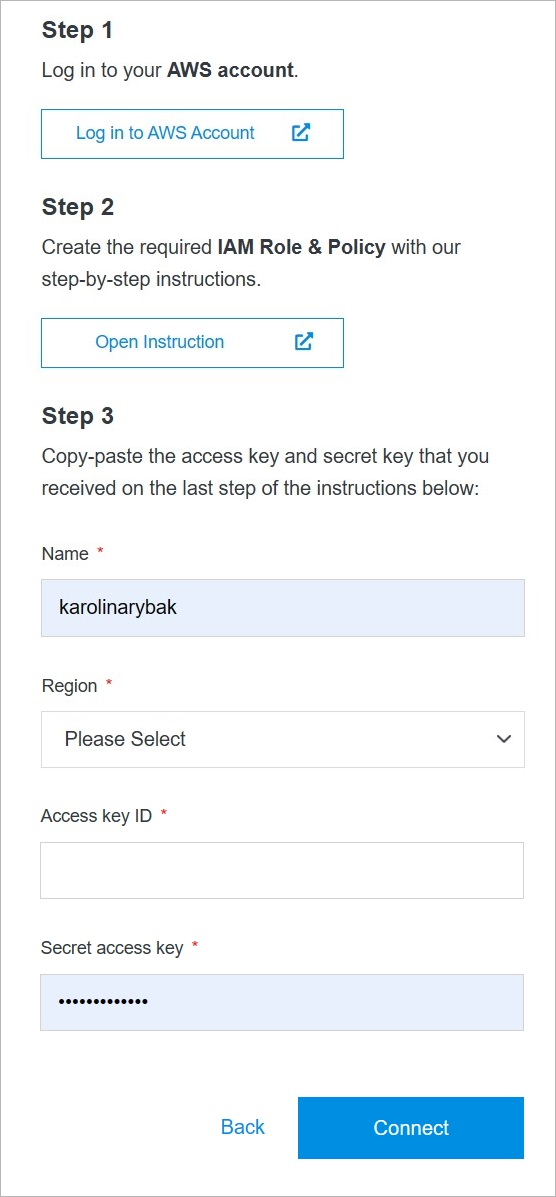 Step 1
Log in to your AWS account.
Log in to AWS Account
Step 2
Create the required IAM Role & Policy with our
step-by-step instructions.
Open Instruction
Step 3
Copy-paste the access key and secret key that you
received on the last step of the instructions below:
Name *
karolinarybak
Region *
Please Select
Access key ID *
Secret access key *
•••••••••••••
Back
Connect